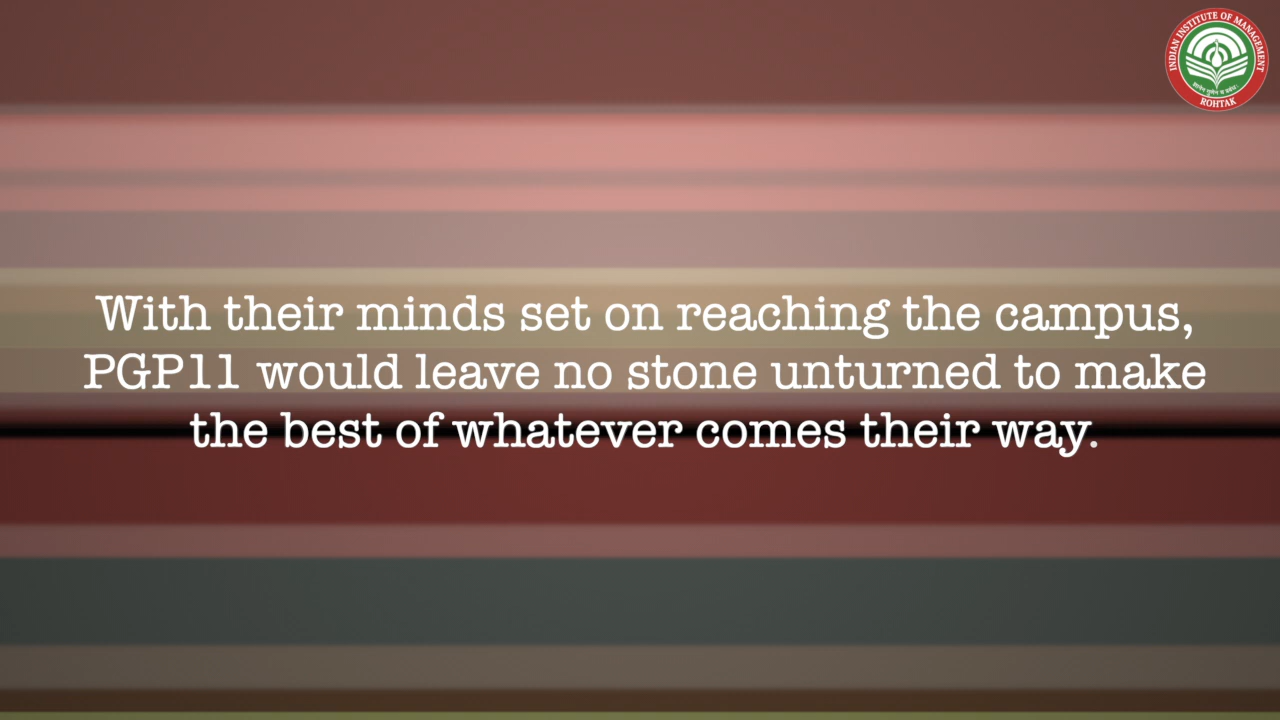 INDIAN INSTITUTE OF MANAGEMENT
ROHTAK
With their minds set on reaching the campus,
PGP11 would leave no stone unturned to make
the best of whatever comes their way.